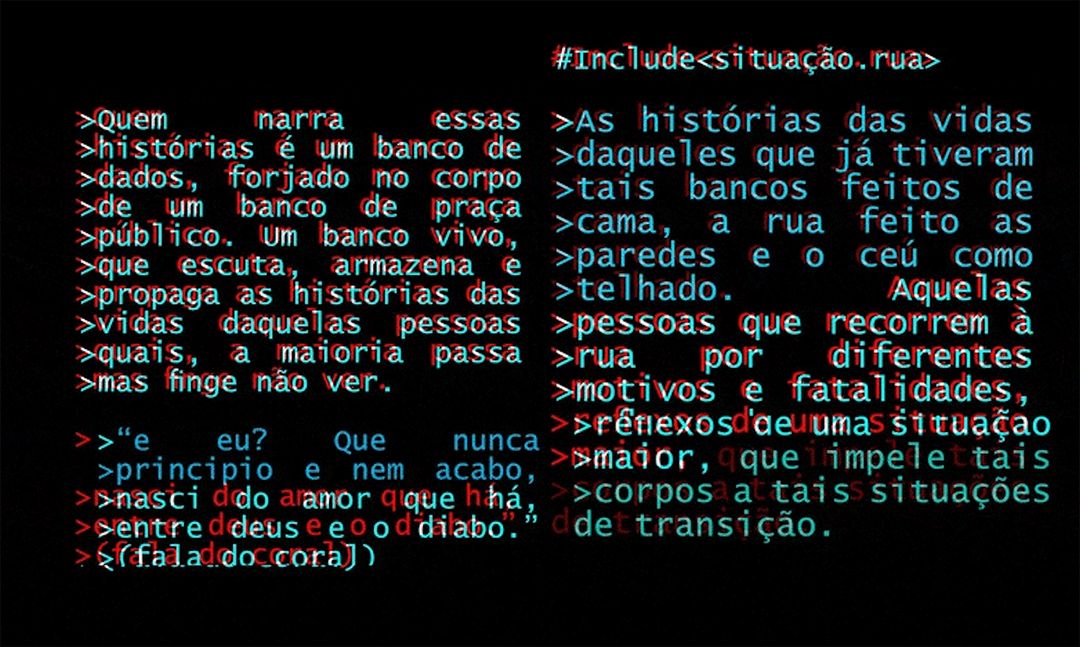 >Quem narra essas
>histórias é um banco de
>dados, forjado no corpo
>de um banco de praça
>público. Um banco vivo,
>que escuta, armazena e
>propaga as histórias das
>vidas daquelas pessoas
>quais, a maioria passa
>mas finge não ver.
>“e eu? Que nunca
>principio e nem acabo,
>nasci do amor que há,
>entre deus e o diabo.”
>(fala do coral)
#Include<situação.rua>
>As histórias das vidas
>daqueles que já tiveram
>tais bancos feitos de
>cama, a rua feito as
>paredes e o ceú como
>telhado. Aquelas
>pessoas que recorrem à
>rua por diferentes
>motivos e fatalidades,
>reflexos de uma situação
>maior, que impele tais
>corpos a tais situações
de transição.